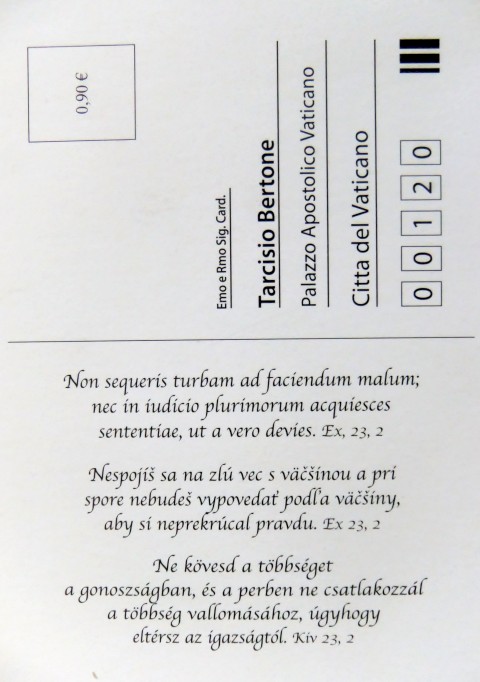 0,90 €
Emo e Rmo Sig. Card.
Tarcisio Bertone
Palazzo Apostolico Vaticano
Citta del Vaticano
00120
Non sequeris turbam ad faciendum malum;
nec in iudicio plurimorum acquiesces
sententiae, ut a vero devies. Ex, 23, 2
Nespojíš sa na zlú vec s väčšinou a pri
spore nebudeš vypovedať podľa väčšiny,
aby si neprekrúcal pravdu. Ex 23, 2
Ne kövesd a többséget
a gonoszságban, és a perben ne csatlakozzál
a többség vallomásához, úgyhogy
eltérsz az igazságtól. Kiv 23, 2